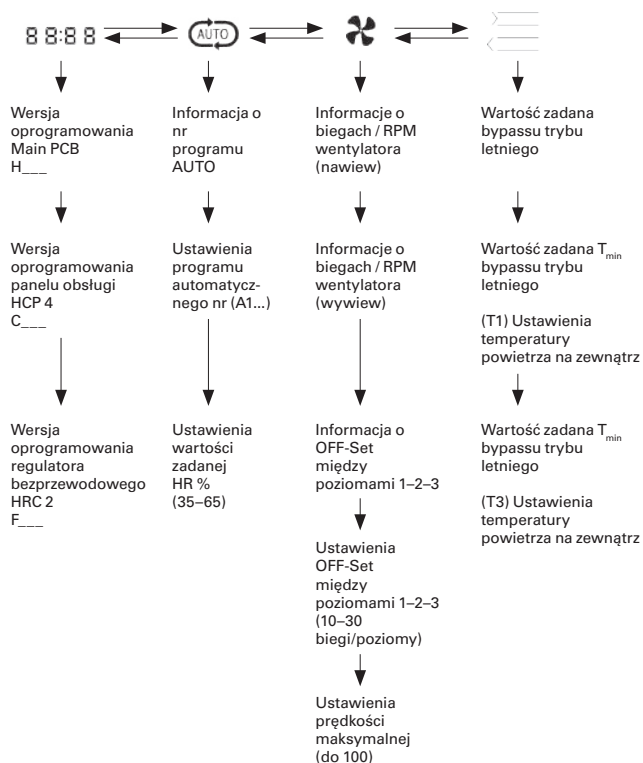 88:88
AUTO
Wersja
oprogramowania
Main PCB
H___
Wersja
oprogramowania
panelu obsługi
HCP 4
C___
Wersja
oprogramowania
regulatora
bezprzewodowego
HRC 2
F___
Informacja o
nr
programu
AUTO
Ustawienia
programu
automatycz-
nego nr (A1...)
Ustawienia
wartości
zadanej
HR %
(35–65)
Informacje o
biegach / RPM
wentylatora
(nawiew)
Informacje o
biegach / RPM
wentylatora
(wywiew)
Informacja o
OFF-Set
między
poziomami 1–2–3
Ustawienia
OFF-Set
między
poziomami 1–2–3
(10–30
biegi/poziomy)
Ustawienia
prędkości
maksymalnej
(do 100)
Wartość zadana
bypassu trybu
letniego
Wartość zadana Tmin
bypassu trybu
letniego
(T1) Ustawienia
temperatury
powietrza na zewnątrz
Wartość zadana Tmin
bypassu trybu
letniego
(T3) Ustawienia
temperatury
powietrza na zewnątrz